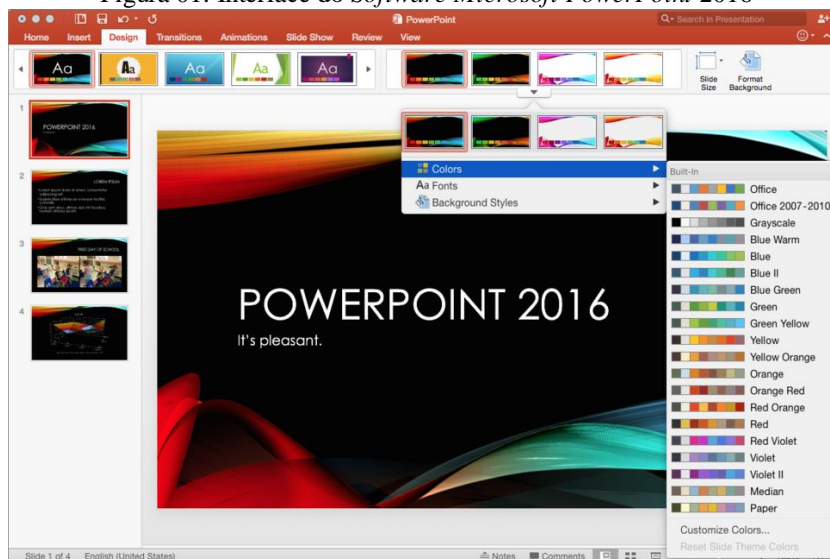 Figura 01: Interface do Software Microsoft PowerPoint 2016
PowerPoint
Search in Presentation
Home Insert Design Transitions Animations Slide Show Review View
Aa Aa Aa Aa Aa
Slide Size
Format Background
1
POWERPOINT 2016
2
LOREM IPSUM
3
FIRST DAY OF SCHOOL
4
Colors
Aa Fonts
Background Styles
POWERPOINT 2016
It's pleasant.
Built-In
Office
Office 2007-2010
Grayscale
Blue Warm
Blue
Blue II
Blue Green
Green
Green Yellow
Yellow
Yellow Orange
Orange
Orange Red
Red Orange
Red
Red Violet
Violet
Violet II
Median
Paper
Customize Colors...
Reset Slide Theme Colors
Slide 1 of 4 English (United States)
Notes Comments